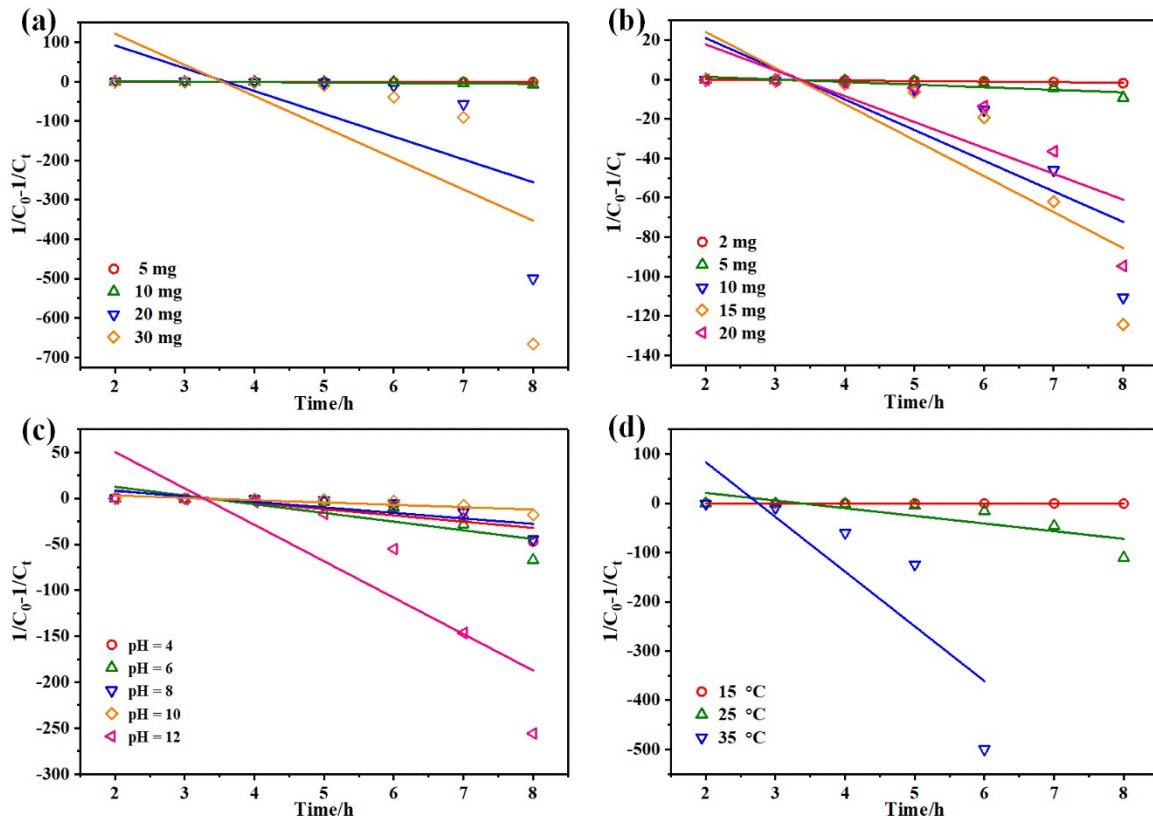 (a)
1/C₀-1/Cₜ
100
0
-100
-200
-300
-400
-500
-600
-700
5 mg
10 mg
20 mg
30 mg
2 3 4 5 6 7 8
Time/h
(b)
1/C₀-1/Cₜ
20
0
-20
-40
-60
-80
-100
-120
-140
2 mg
5 mg
10 mg
15 mg
20 mg
2 3 4 5 6 7 8
Time/h
(c)
1/C₀-1/Cₜ
50
0
-50
-100
-150
-200
-250
-300
pH = 4
pH = 6
pH = 8
pH = 10
pH = 12
2 3 4 5 6 7 8
Time/h
(d)
1/C₀-1/Cₜ
100
0
-100
-200
-300
-400
-500
15 °C
25 °C
35 °C
2 3 4 5 6 7 8
Time/h